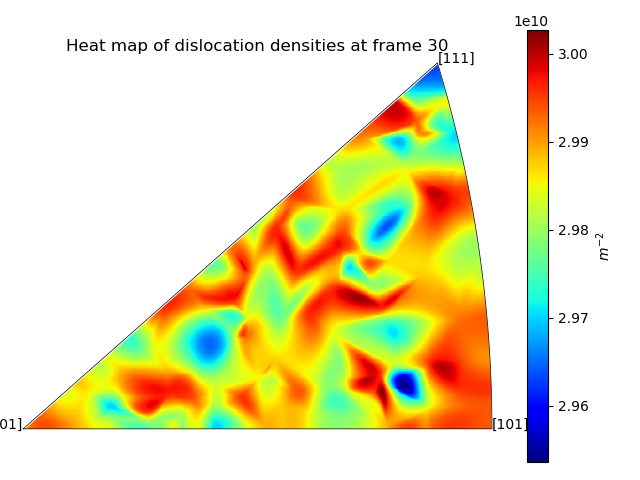 Heat map of dislocation densities at frame 30
1e10
[111]
3.00
2.99
2.98
2.97
2.96
m⁻²
01]
[101]